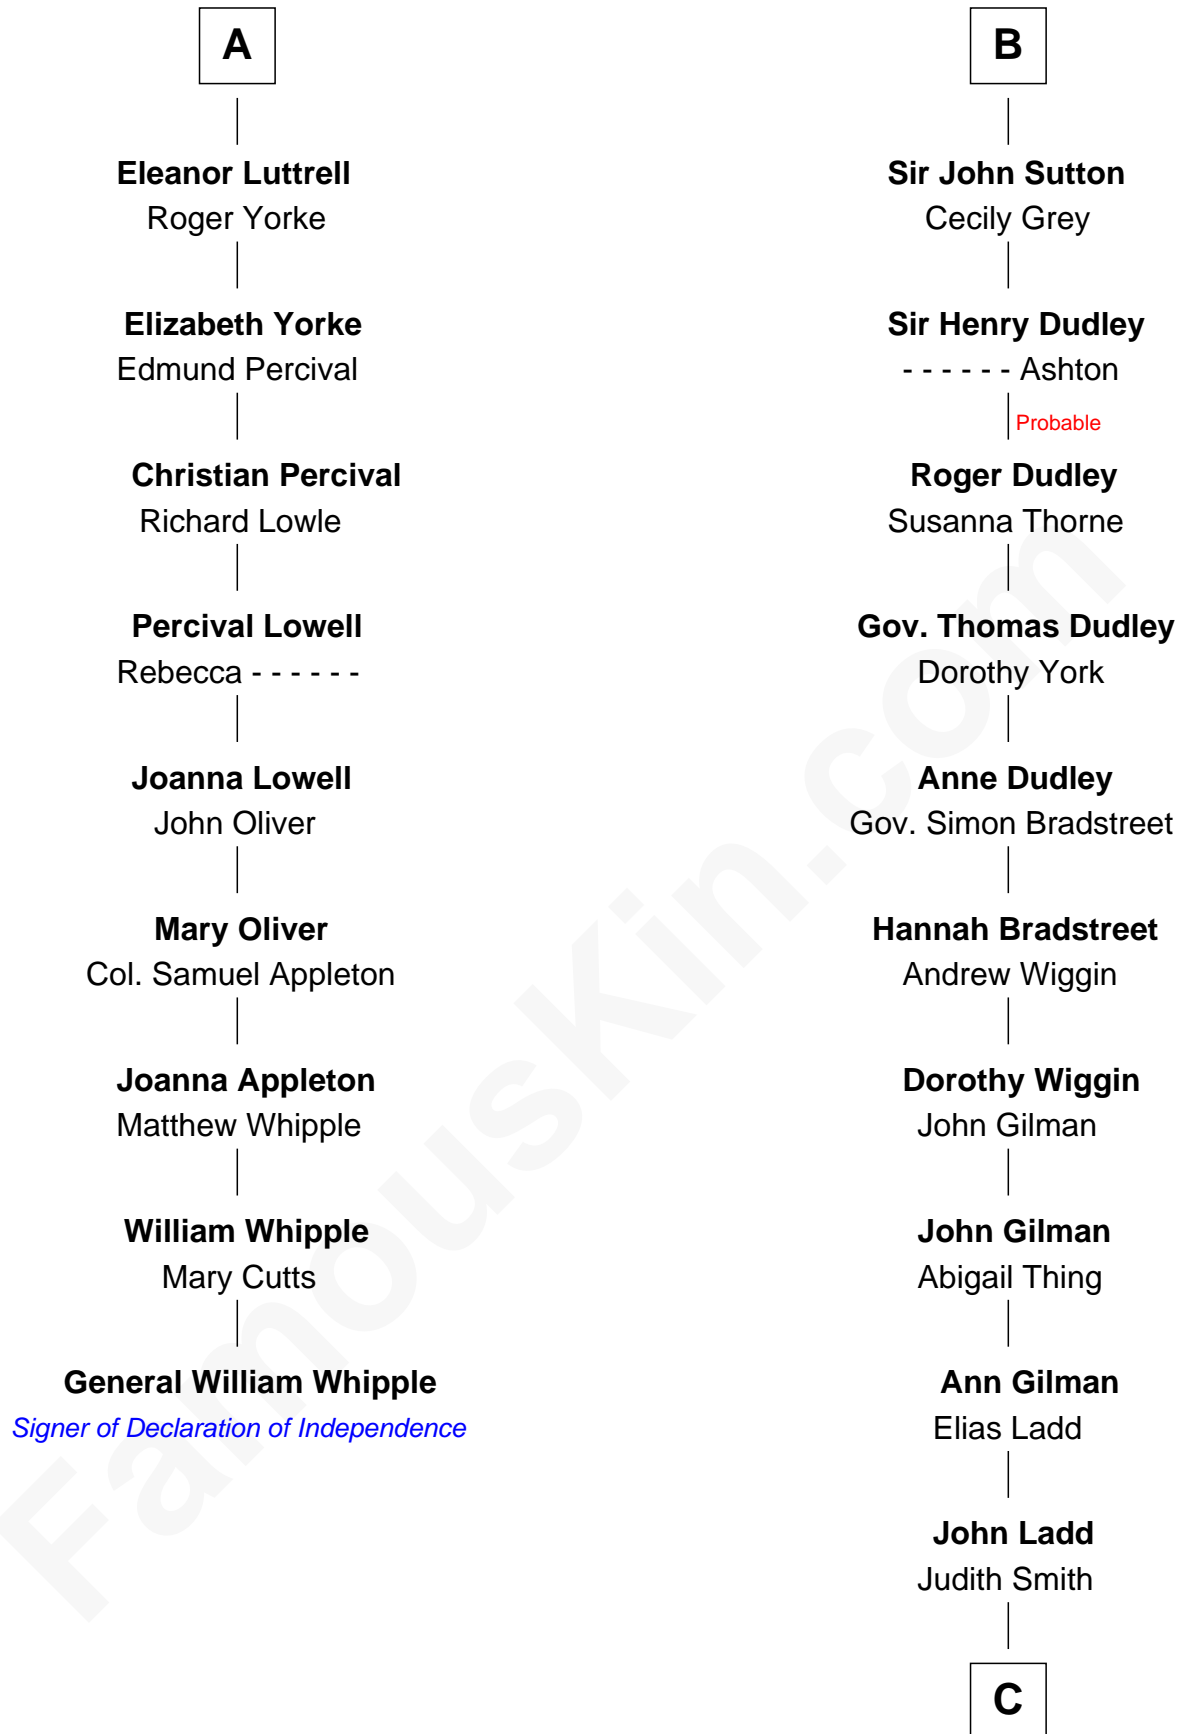 A
Eleanor Luttrell
Roger Yorke
Elizabeth Yorke
Edmund Percival
Christian Percival
Richard Lowle
Percival Lowell
Rebecca - - - - - -
Joanna Lowell
John Oliver
Mary Oliver
Col. Samuel Appleton
Joanna Appleton
Matthew Whipple
William Whipple
Mary Cutts
General William Whipple
Signer of Declaration of Independence
B
Sir John Sutton
Cecily Grey
Sir Henry Dudley
- - - - - - Ashton
Probable
Roger Dudley
Susanna Thorne
Gov. Thomas Dudley
Dorothy York
Anne Dudley
Gov. Simon Bradstreet
Hannah Bradstreet
Andrew Wiggin
Dorothy Wiggin
John Gilman
John Gilman
Abigail Thing
Ann Gilman
Elias Ladd
John Ladd
Judith Smith
C
FamousKin.com